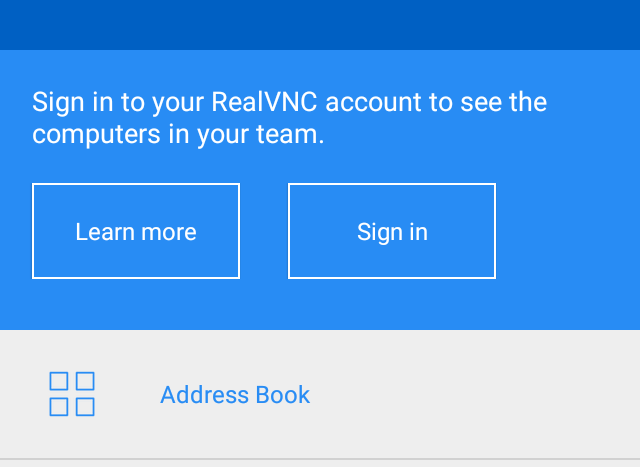 Sign in to your RealVNC account to see the
computers in your team.
Learn more
Sign in
Address Book